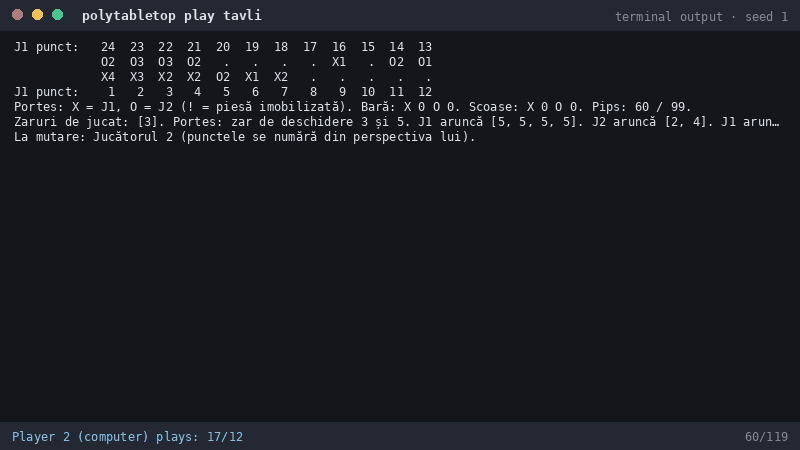 polytabletop play tavli
terminal output · seed 1
J1 punct:   24  23  22  21  20  19  18  17  16  15  14  13
            O2  O3  O3  O2   .   .   .   .  X1   .  O2  O1
            X4  X3  X2  X2  O2  X1  X2   .   .   .   .   .
J1 punct:    1   2   3   4   5   6   7   8   9  10  11  12
Portes: X = J1, O = J2 (! = piesă imobilizată). Bară: X 0 O 0. Scoase: X 0 O 0. Pips: 60 / 99.
Zaruri de jucat: [3]. Portes: zar de deschidere 3 și 5. J1 aruncă [5, 5, 5, 5]. J2 aruncă [2, 4]. J1 arun…
La mutare: Jucătorul 2 (punctele se numără din perspectiva lui).
Player 2 (computer) plays: 17/12
60/119